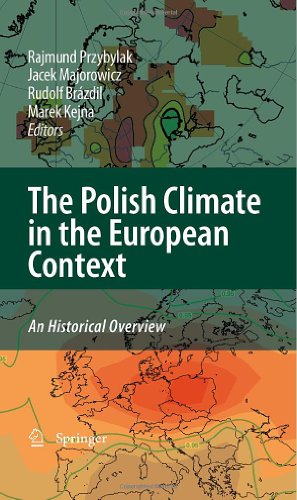 Rajmund Przybylak
Jacek Majorowicz
Rudolf Brázdil
Marek Kejna
Editors
The Polish Climate
in the European
Context
An Historical Overview
Springer